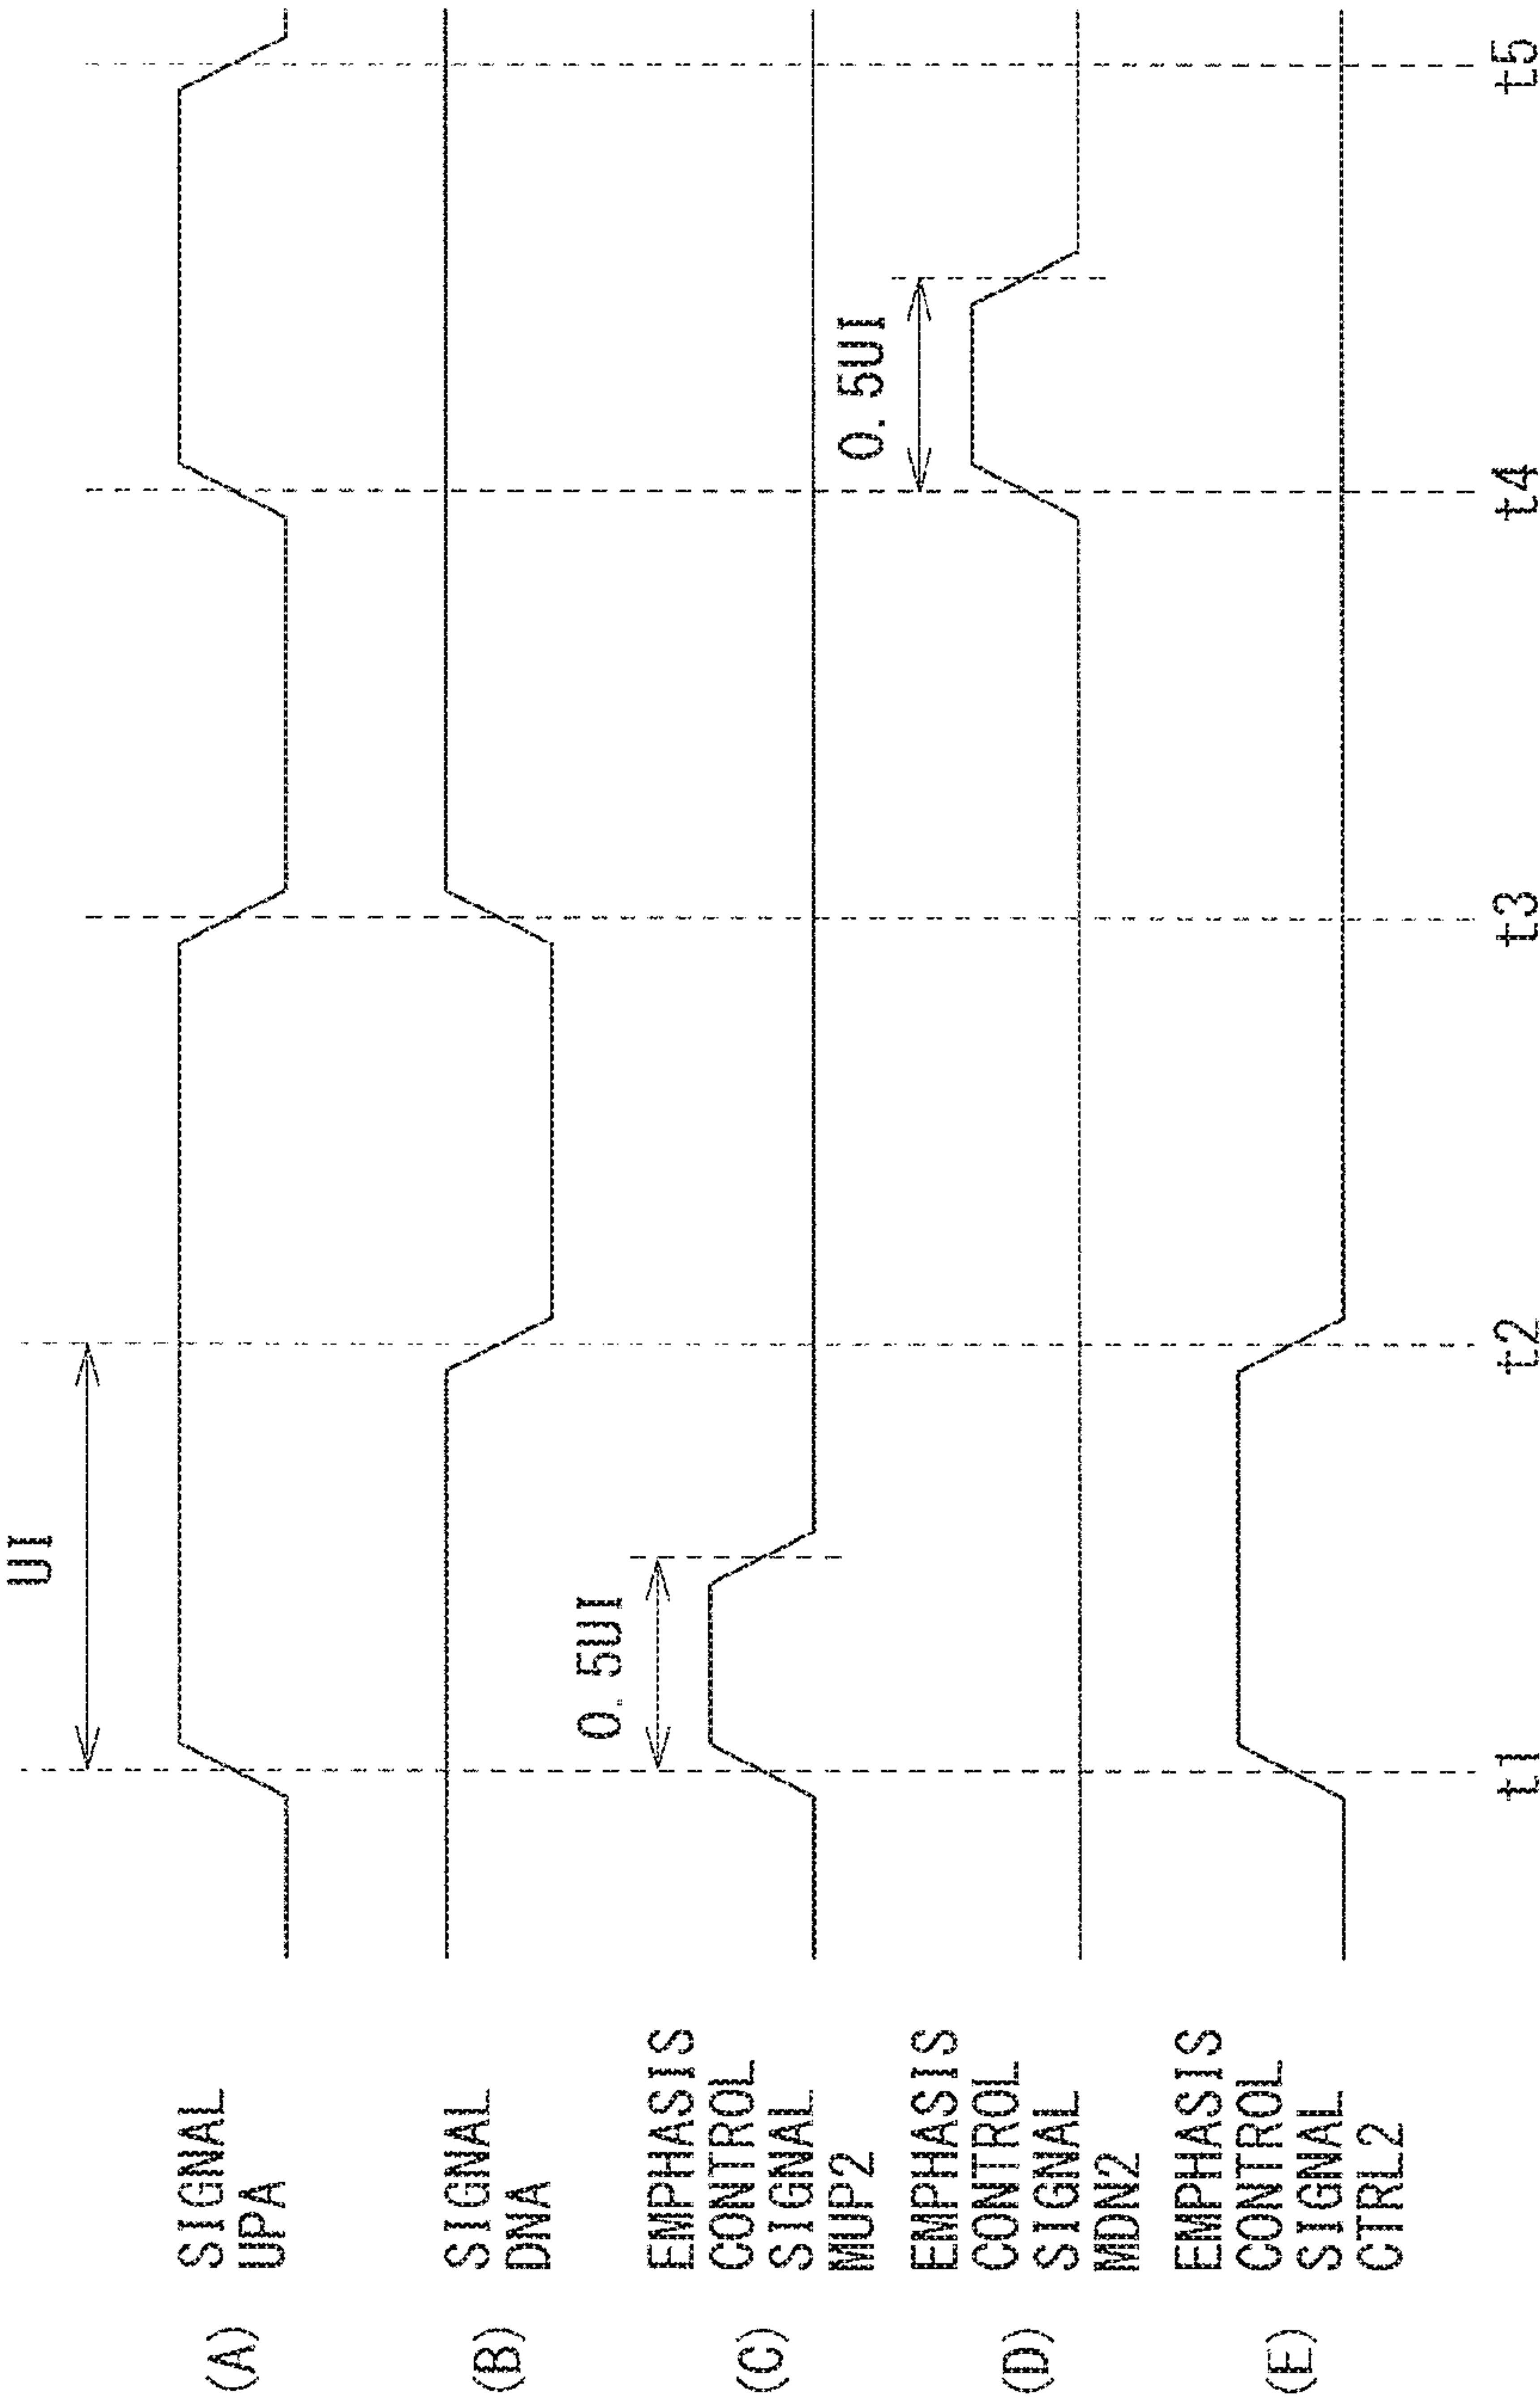 UI
(A) SIGNAL
UPA
(B) SIGNAL
DNA
0. 5UI
(C) EMPHASIS
CONTROL
SIGNAL
MUP2
0. 5UI
(D) EMPHASIS
CONTROL
SIGNAL
MDN2
(E) EMPHASIS
CONTROL
SIGNAL
CTRL2
t1 t2 t3 t4 t5